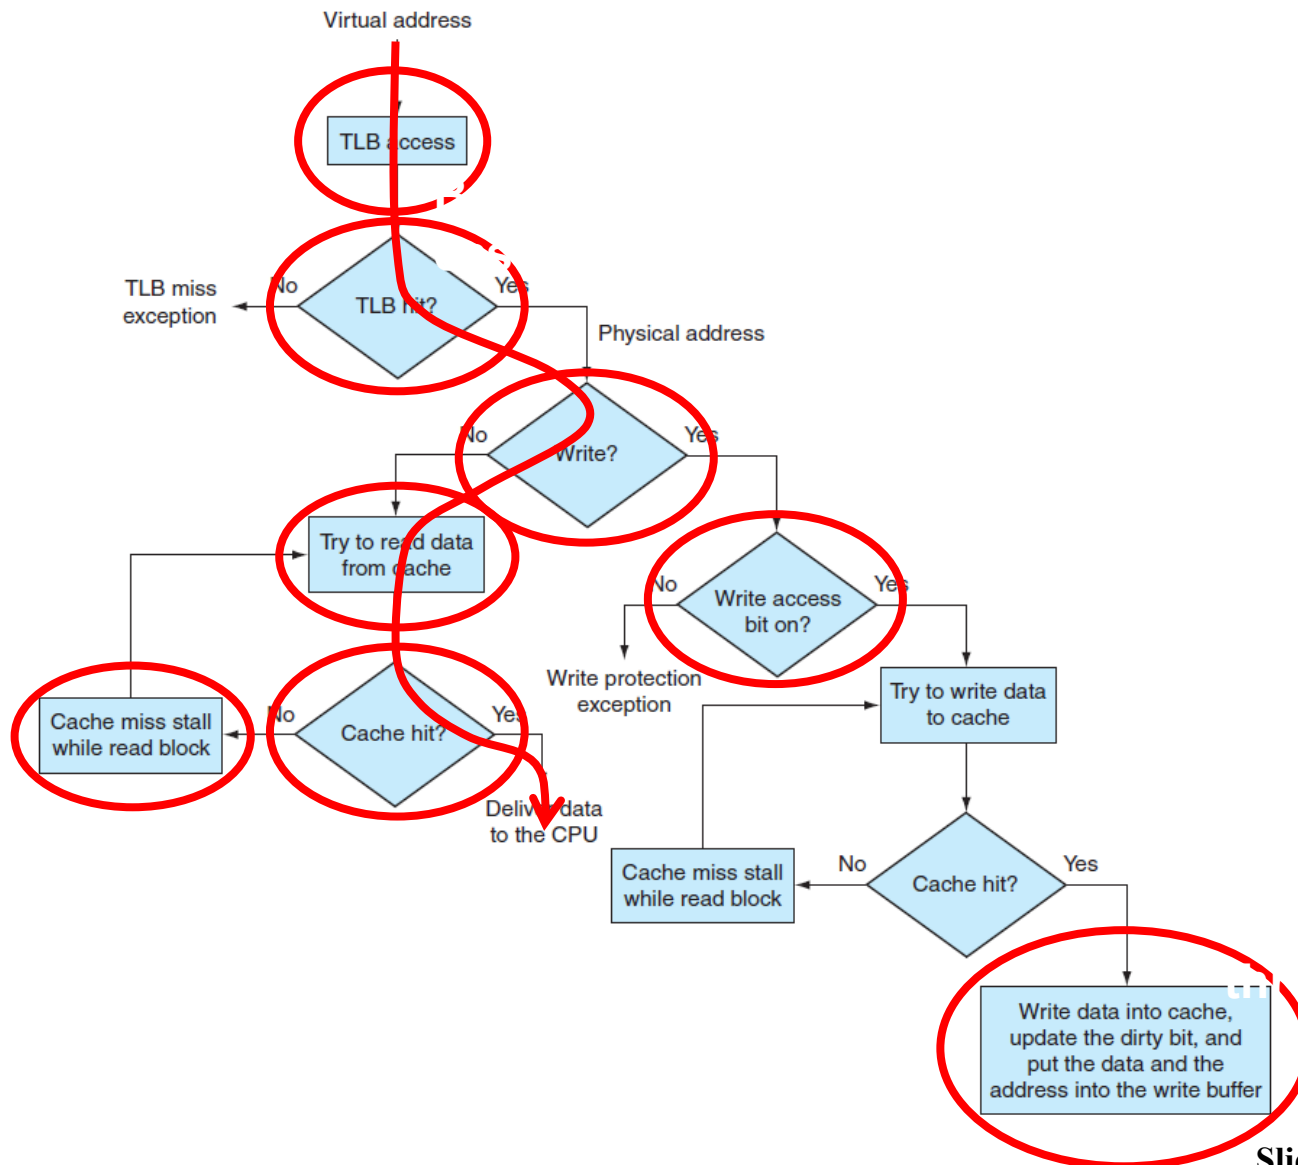 Virtual address
TLB access
TLB miss
exception
No
TLB hit?
Yes
Physical address
No
Write?
Yes
Try to read data
from cache
No
Write access
bit on?
Yes
Write protection
exception
Try to write data
to cache
Cache miss stall
while read block
No
Cache hit?
Yes
Deliver data
to the CPU
Cache miss stall
while read block
No
Cache hit?
Yes
Write data into cache,
update the dirty bit, and
put the data and the
address into the write buffer